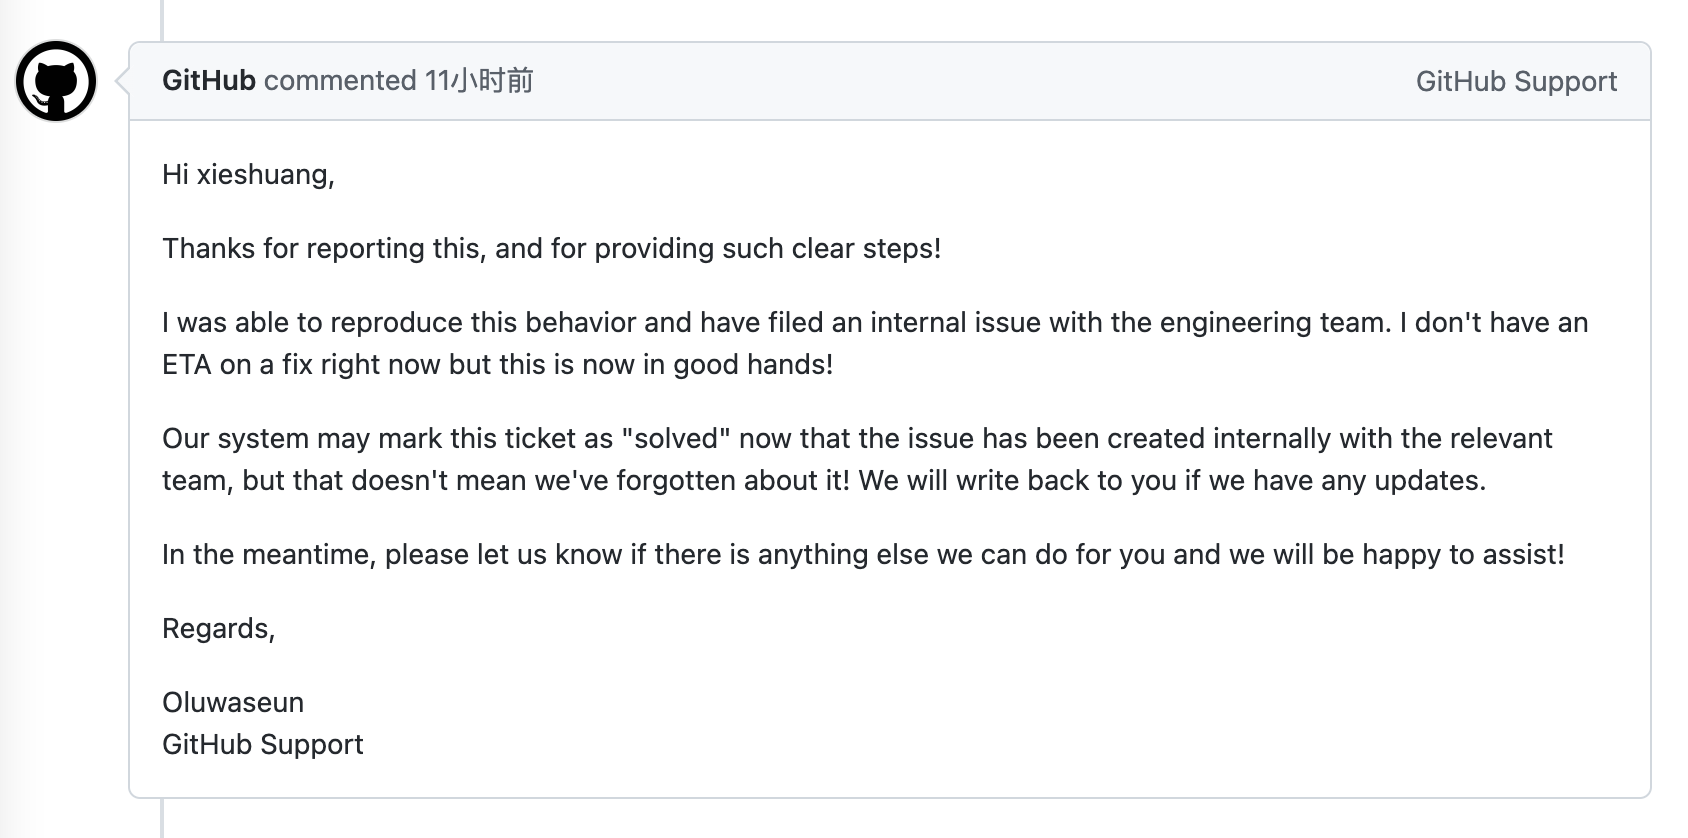 GitHub commented 11小时前
GitHub Support
Hi xieshuang,
Thanks for reporting this, and for providing such clear steps!
I was able to reproduce this behavior and have filed an internal issue with the engineering team. I don't have an
ETA on a fix right now but this is now in good hands!
Our system may mark this ticket as "solved" now that the issue has been created internally with the relevant
team, but that doesn't mean we've forgotten about it! We will write back to you if we have any updates.
In the meantime, please let us know if there is anything else we can do for you and we will be happy to assist!
Regards,
Oluwaseun
GitHub Support